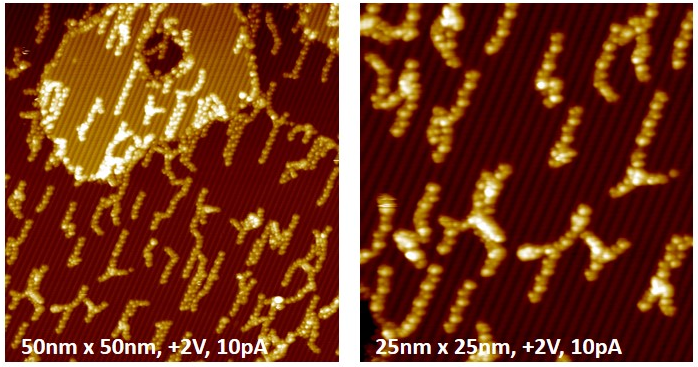 50nm x 50nm, +2V, 10pA
25nm x 25nm, +2V, 10pA